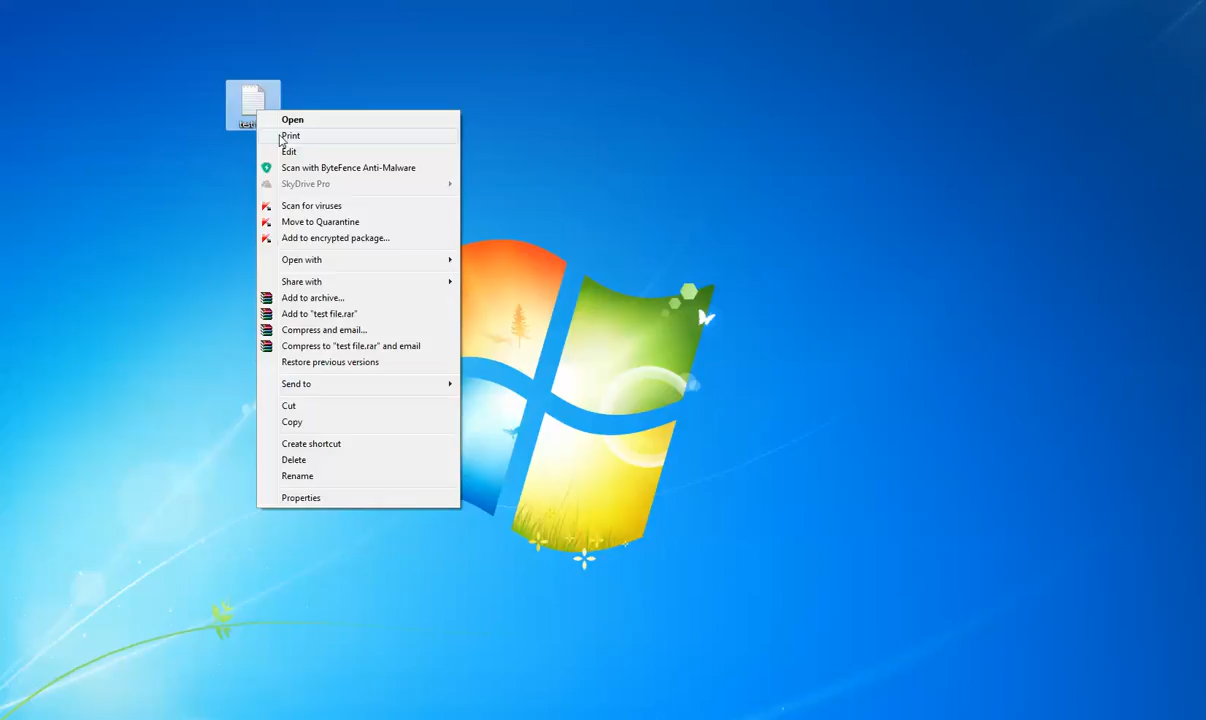 test
Open
Print
Edit
Scan with ByteFence Anti-Malware
SkyDrive Pro
Scan for viruses
Move to Quarantine
Add to encrypted package...
Open with
Share with
Add to archive...
Add to "test file.rar"
Compress and email...
Compress to "test file.rar" and email
Restore previous versions
Send to
Cut
Copy
Create shortcut
Delete
Rename
Properties